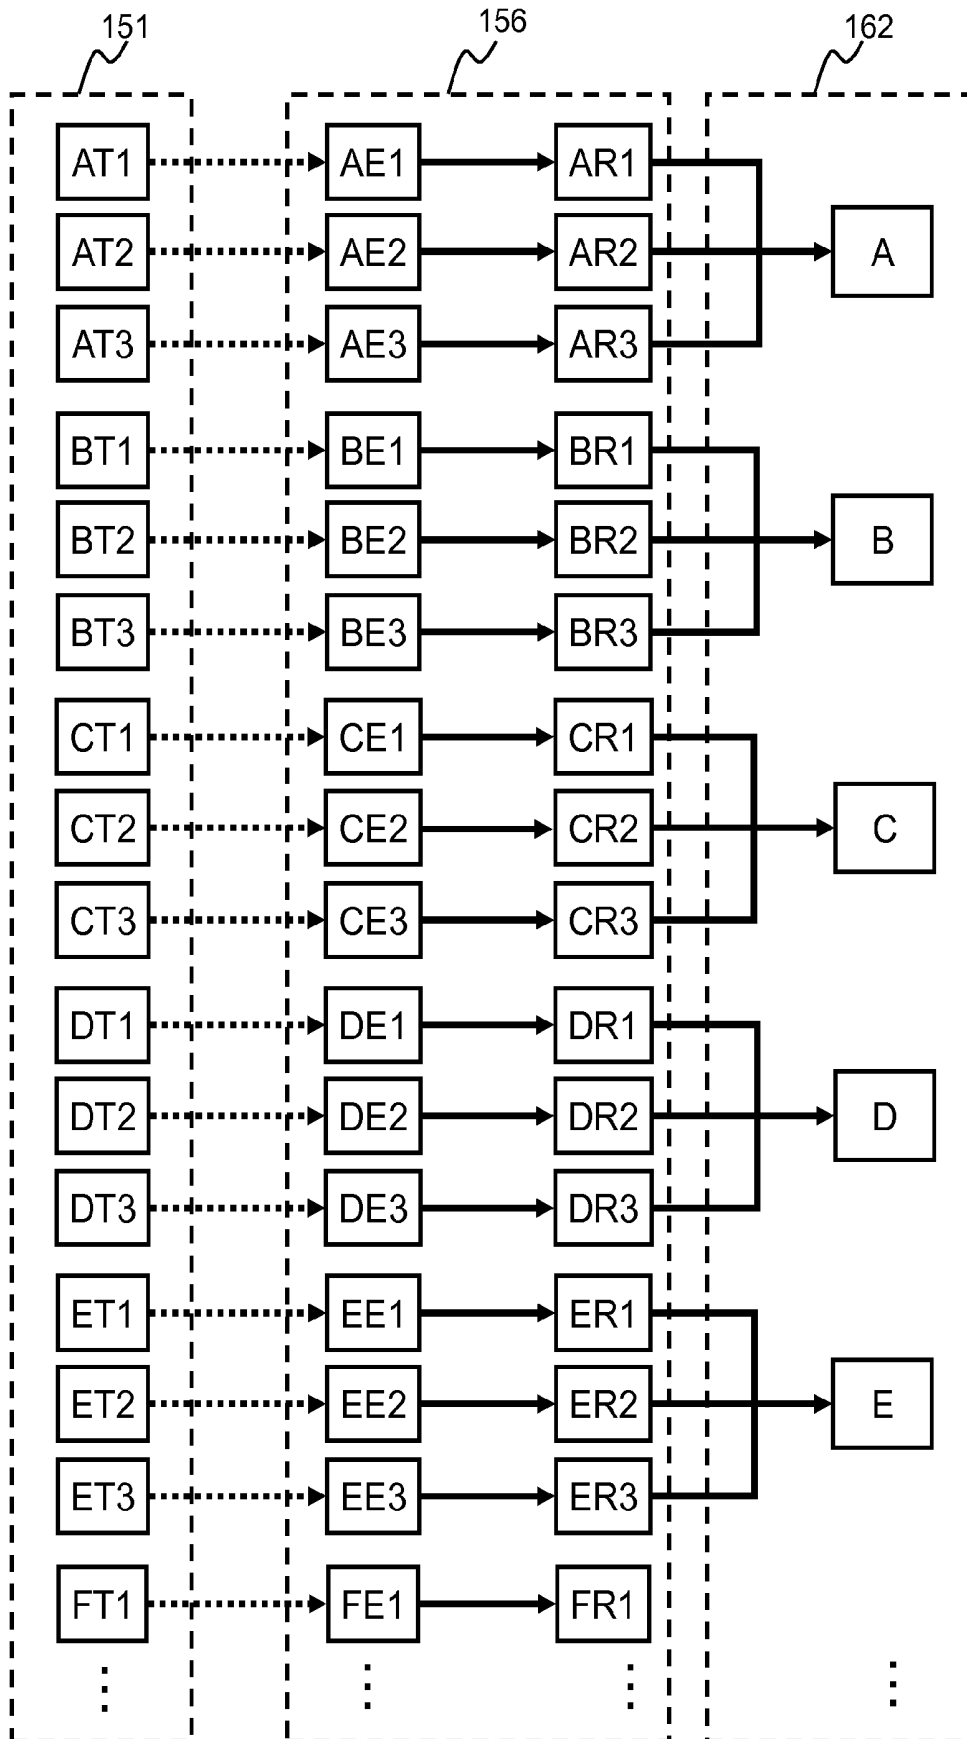 151 156 162
AT1 AE1 AR1
A
AT2 AE2 AR2
AT3 AE3 AR3
BT1 BE1 BR1
BT2 BE2 BR2 B
BT3 BE3 BR3
CT1 CE1 CR1
CT2 CE2 CR2 C
CT3 CE3 CR3
DT1 DE1 DR1
DT2 DE2 DR2 D
DT3 DE3 DR3
ET1 EE1 ER1
ET2 EE2 ER2 E
ET3 EE3 ER3
FT1 FE1 FR1